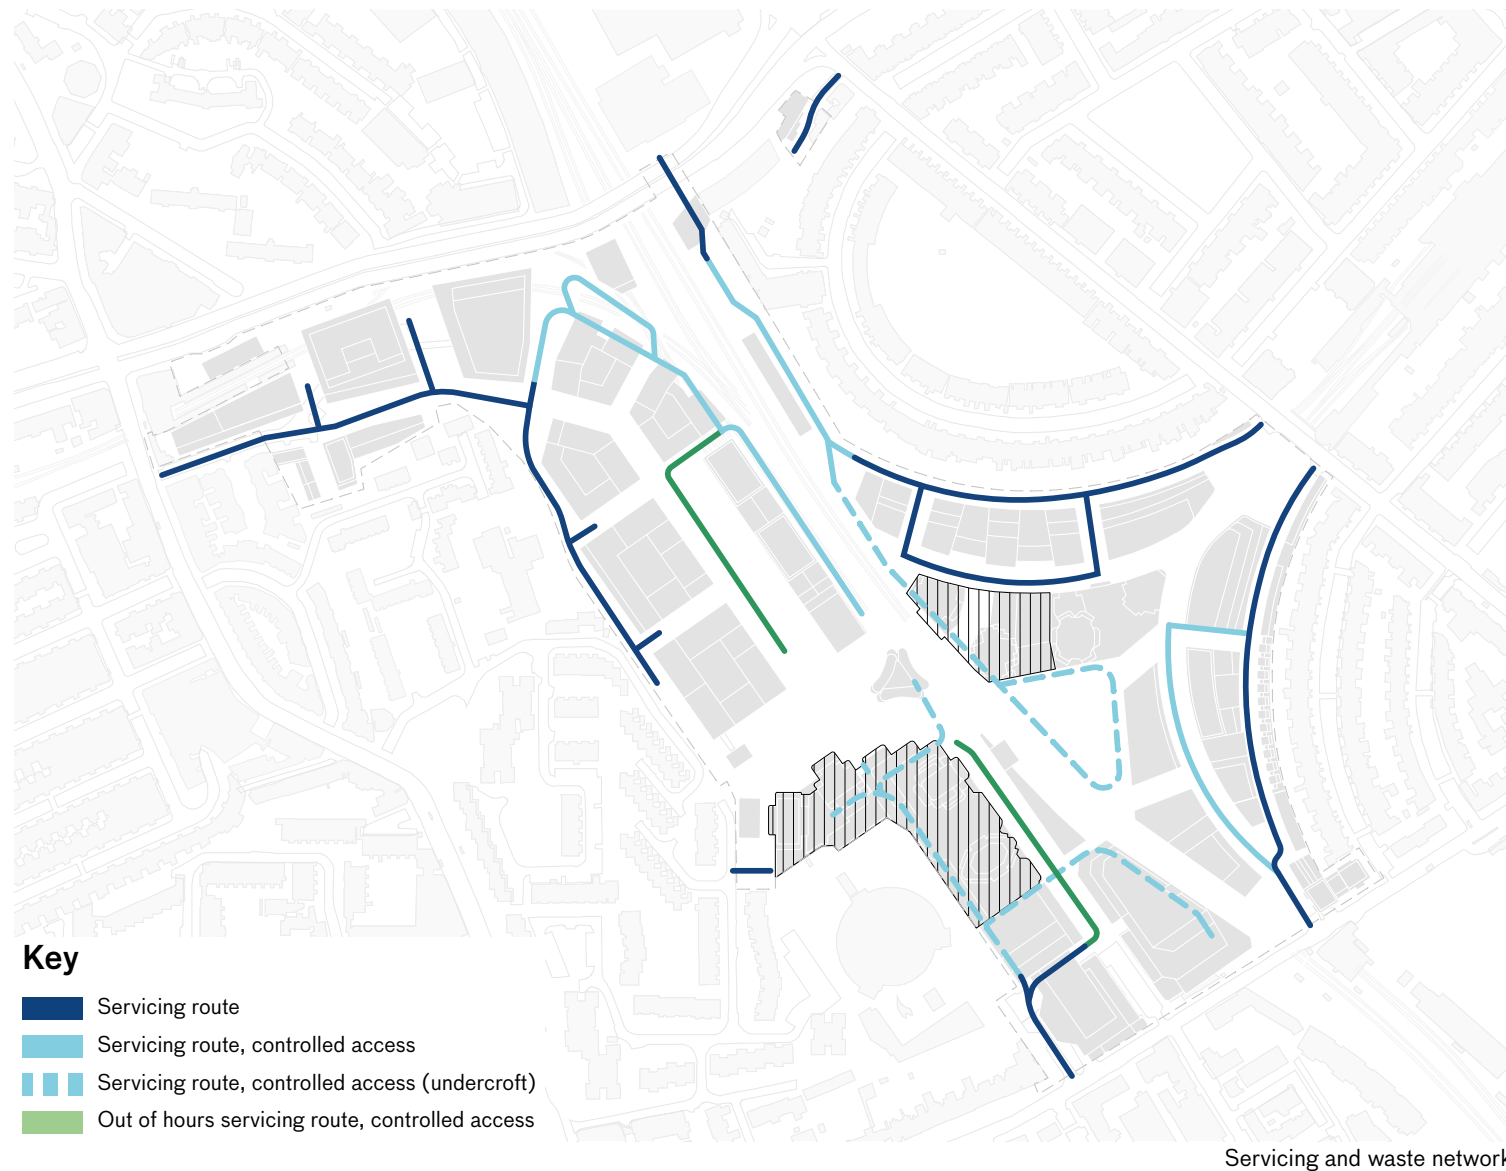 Key
Servicing route
Servicing route, controlled access
Servicing route, controlled access (undercroft)
Out of hours servicing route, controlled access
Servicing and waste network